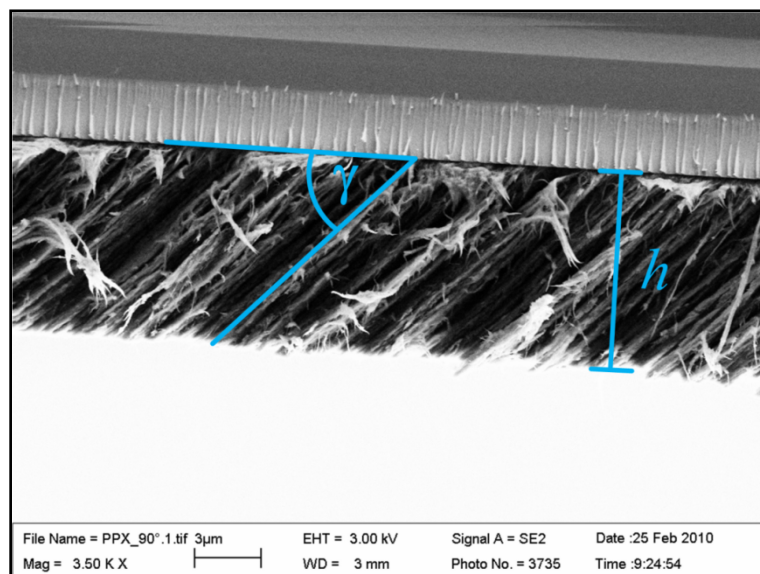 γ
h
File Name = PPX_90°.1.tif 3µm EHT = 3.00 kV Signal A = SE2 Date :25 Feb 2010
Mag = 3.50 K X WD = 3 mm Photo No. = 3735 Time :9:24:54